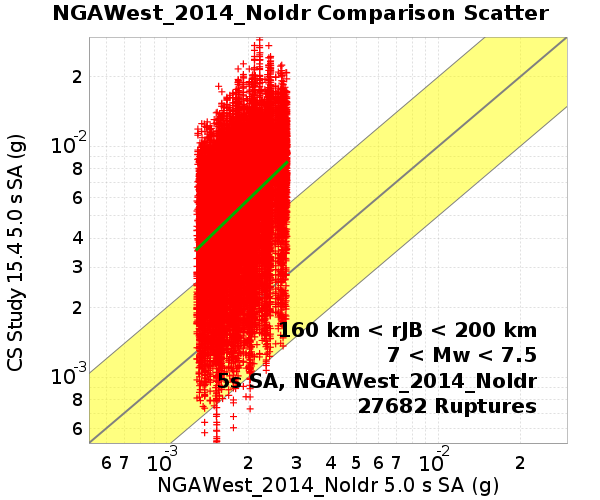 NGAWest_2014_NoIdr Comparison Scatter
CS Study 15.4 5.0 s SA (g)
2
10-2
8
6
4
3
2
10-3
8
6
160 km < rJB < 200 km
7 < Mw < 7.5
5s SA, NGAWest_2014_NoIdr
27682 Ruptures
6 7 10-3 2 3 4 5 6 7 10-2 2
NGAWest_2014_NoIdr 5.0 s SA (g)